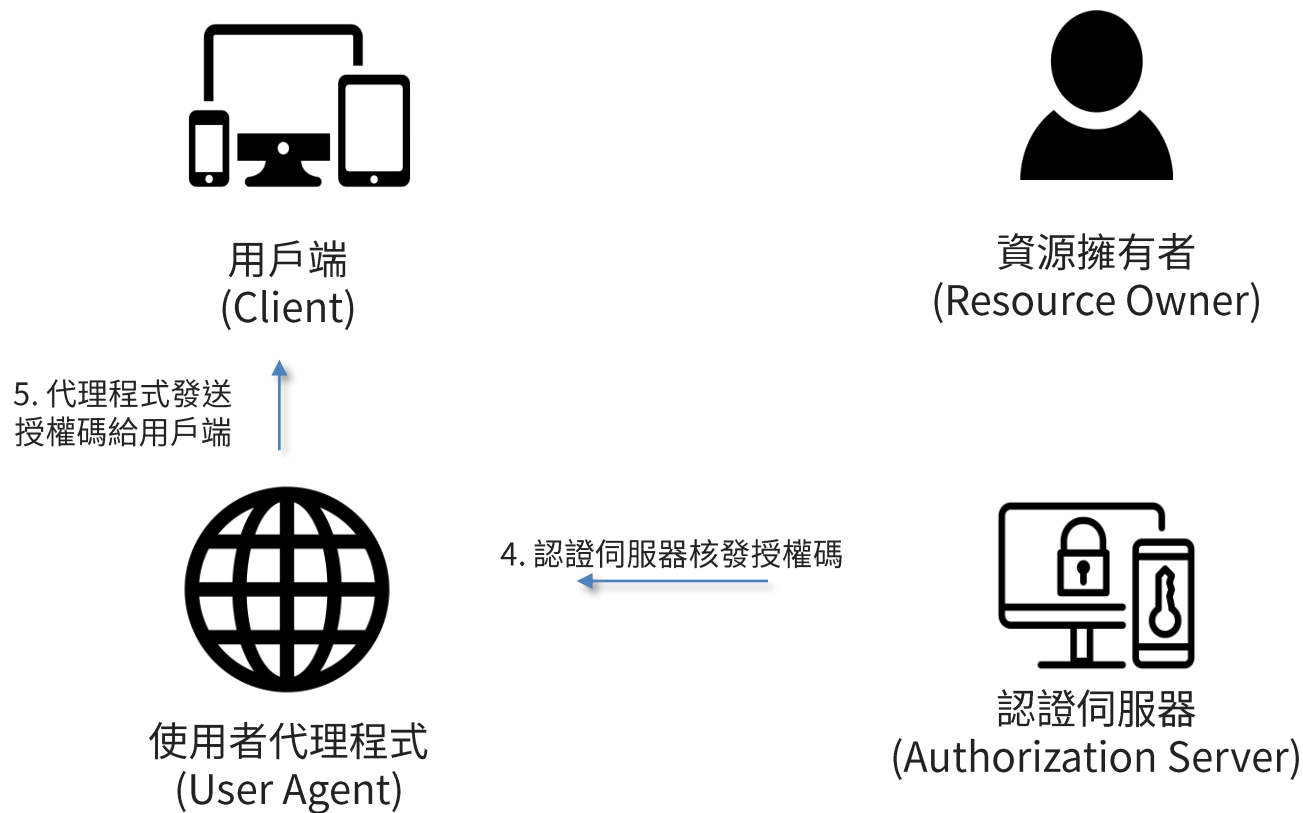 用戶端
(Client)
資源擁有者
(Resource Owner)
5. 代理程式發送
授權碼給用戶端
4. 認證伺服器核發授權碼
使用者代理程式
(User Agent)
認證伺服器
(Authorization Server)